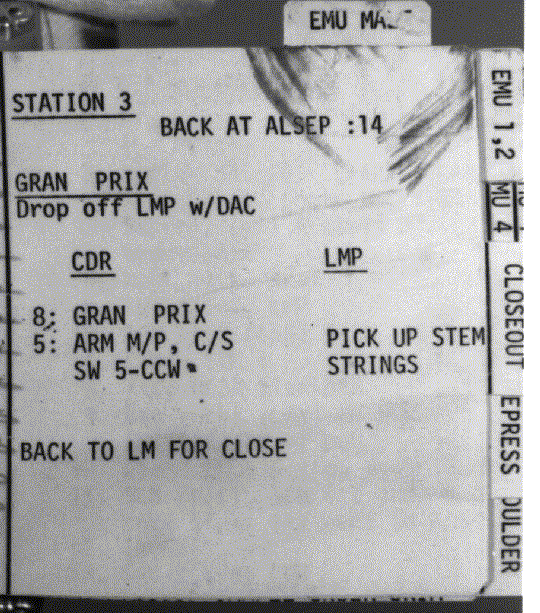 STATION 3
BACK AT ALSEP :14
GRAN PRIX
Drop off LMP w/DAC
CDR
LMP
8: GRAN PRIX
5: ARM M/P, C/S
PICK UP STEM
SW 5-CCW
STRINGS
BACK TO LM FOR CLOSE
EMU
EMU 1,2
MU 4
CLOSEOUT
EPRESS
OULDER